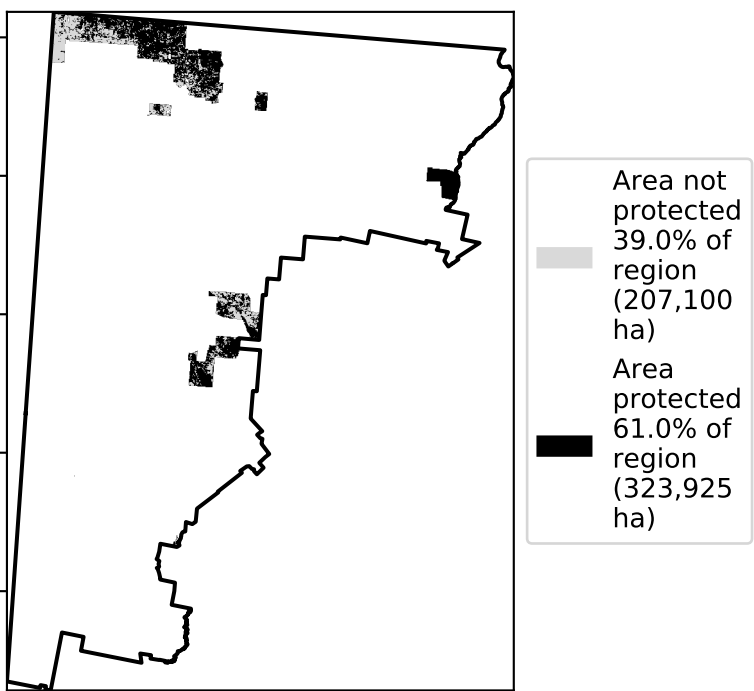 Area not
protected
39.0% of
region
(207,100
ha)
Area
protected
61.0% of
region
(323,925
ha)